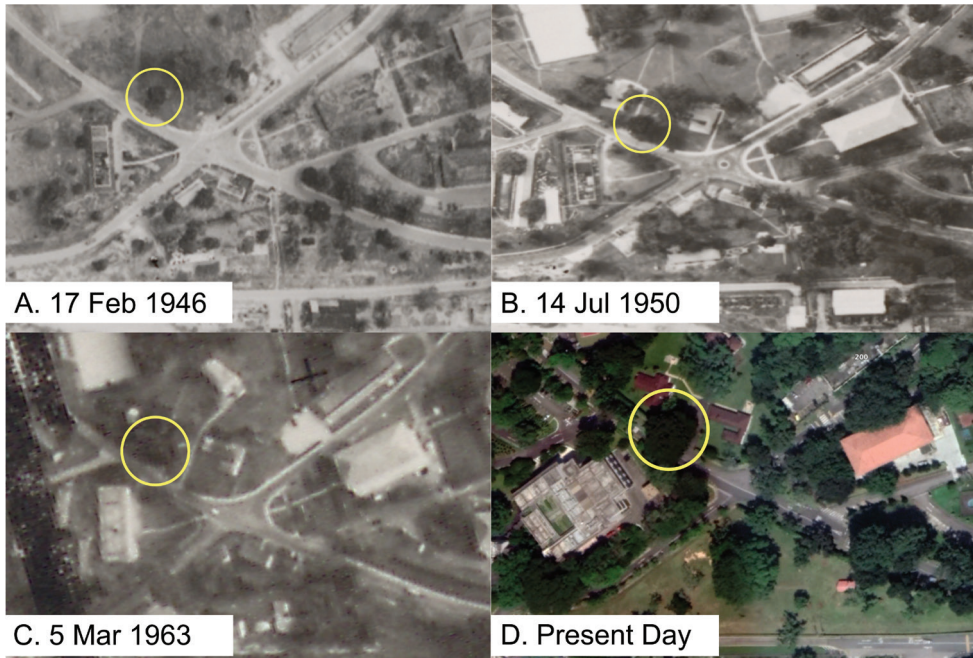 A. 17 Feb 1946
B. 14 Jul 1950
C. 5 Mar 1963
200
D. Present Day